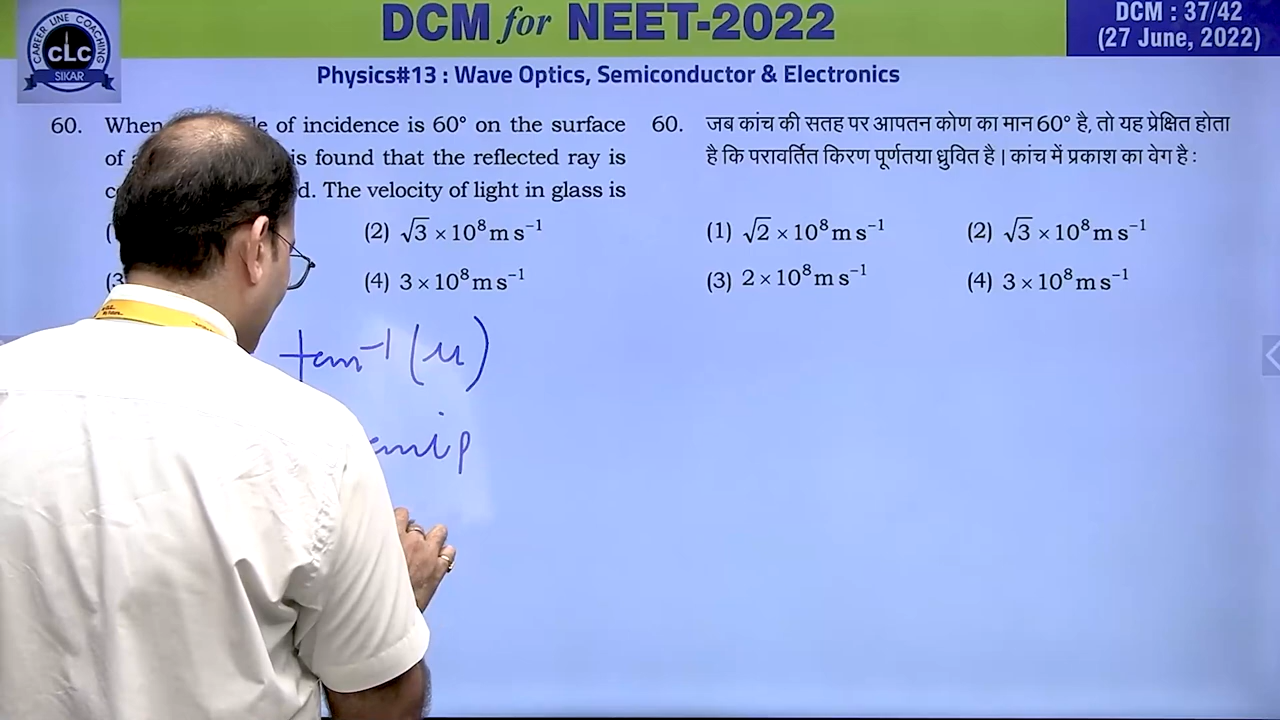 DCM for NEET-2022
DCM : 37/42
(27 June, 2022)
CAREER LINE COACHING
CLC
SIKAR
Physics#13 : Wave Optics, Semiconductor & Electronics
60. When of incidence is 60° on the surface
of is found that the reflected ray is
The velocity of light in glass is
(2) √3 × 10⁸ m s⁻¹
(4) 3 × 10⁸ m s⁻¹
60. जब कांच की सतह पर आपतन कोण का मान 60° है, तो यह प्रेक्षित होता
है कि परावर्तित किरण पूर्णतया ध्रुवित है। कांच में प्रकाश का वेग है :
(1) √2 × 10⁸ m s⁻¹ (2) √3 × 10⁸ m s⁻¹
(3) 2 × 10⁸ m s⁻¹ (4) 3 × 10⁸ m s⁻¹
tan⁻¹(μ)